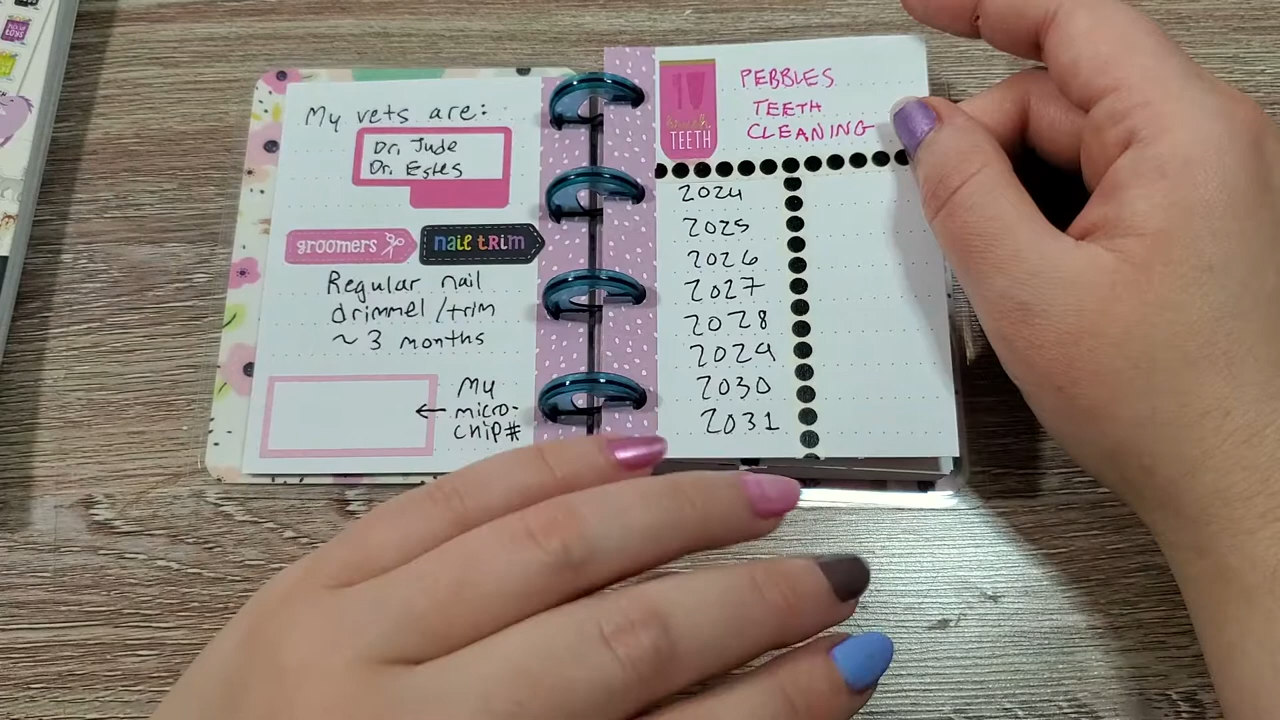 My vets are:
Dr. Jude
Dr. Estes
groomers
nail trim
Regular nail
drimmel/trim
~ 3 months
My
micro-
chip#
brush
TEETH
PEBBLES
TEETH
CLEANING
2024
2025
2026
2027
2028
2029
2030
2031